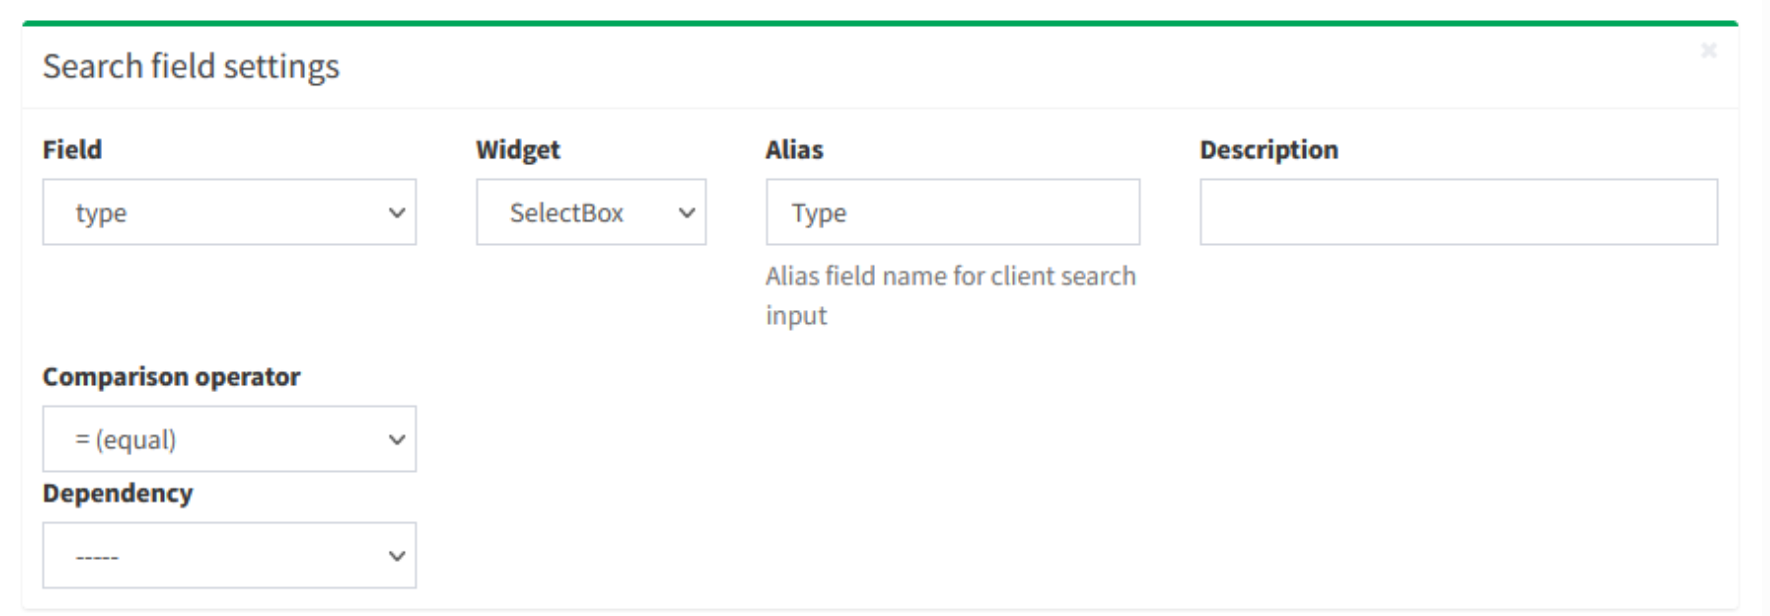 Search field settings
Field
Widget
Alias
Description
type
SelectBox
Type
Alias field name for client search
input
Comparison operator
= (equal)
Dependency
-----